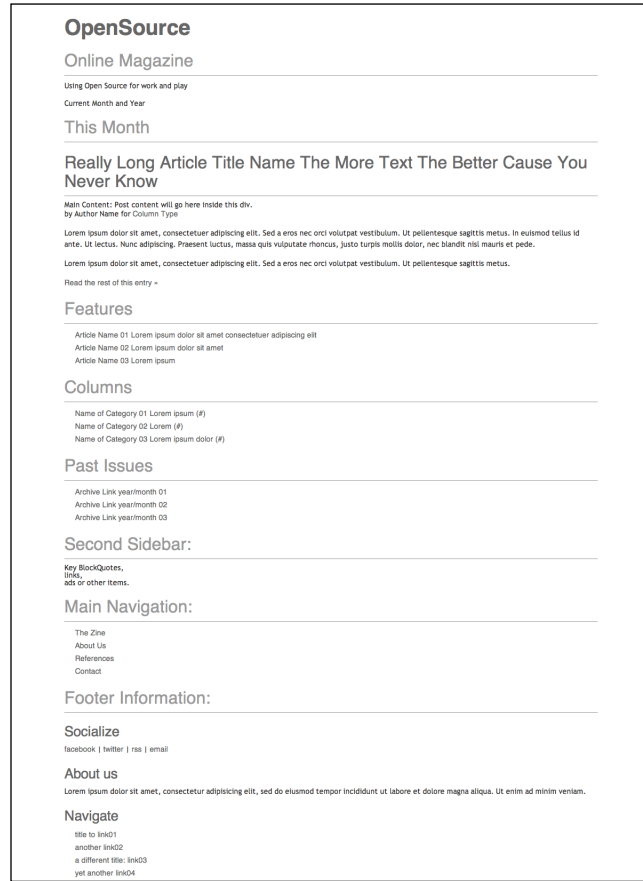 OpenSource
Online Magazine
Using Open Source for work and play
Current Month and Year
This Month
Really Long Article Title Name The More Text The Better Cause You
Never Know
Main Content: Post content will go here inside this div.
by Author Name for Column Type
Lorem ipsum dolor sit amet, consectetuer adipiscing elit. Sed a eros nec orci volutpat vestibulum. Ut pellentesque sagittis metus. In euismod tellus id
ante. Ut lectus. Nunc adipiscing. Praesent luctus, massa quis vulputate rhoncus, justo turpis mollis dolor, nec blandit nisl mauris et pede.
Lorem ipsum dolor sit amet, consectetuer adipiscing elit. Sed a eros nec orci volutpat vestibulum. Ut pellentesque sagittis metus.
Read the rest of this entry »
Features
Article Name 01 Lorem ipsum dolor sit amet consectetuer adipiscing elit
Article Name 02 Lorem ipsum dolor sit amet
Article Name 03 Lorem ipsum
Columns
Name of Category 01 Lorem ipsum (#)
Name of Category 02 Lorem (#)
Name of Category 03 Lorem ipsum dolor (#)
Past Issues
Archive Link year/month 01
Archive Link year/month 02
Archive Link year/month 03
Second Sidebar:
Key BlockQuotes,
links,
ads or other items.
Main Navigation:
The Zine
About Us
References
Contact
Footer Information:
Socialize
facebook | twitter | rss | email
About us
Lorem ipsum dolor sit amet, consectetur adipisicing elit, sed do eiusmod tempor incididunt ut labore et dolore magna aliqua. Ut enim ad minim veniam.
Navigate
title to link01
another link02
a different title: link03
yet another link04